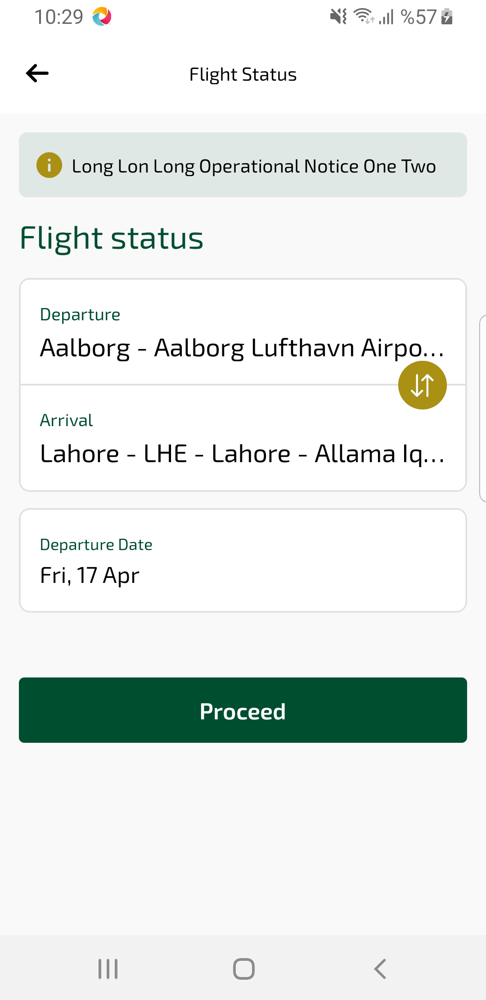 10:29
%57
Flight Status
i Long Lon Long Operational Notice One Two
Flight status
Departure
Aalborg - Aalborg Lufthavn Airpo...
Arrival
Lahore - LHE - Lahore - Allama Iq...
Departure Date
Fri, 17 Apr
Proceed